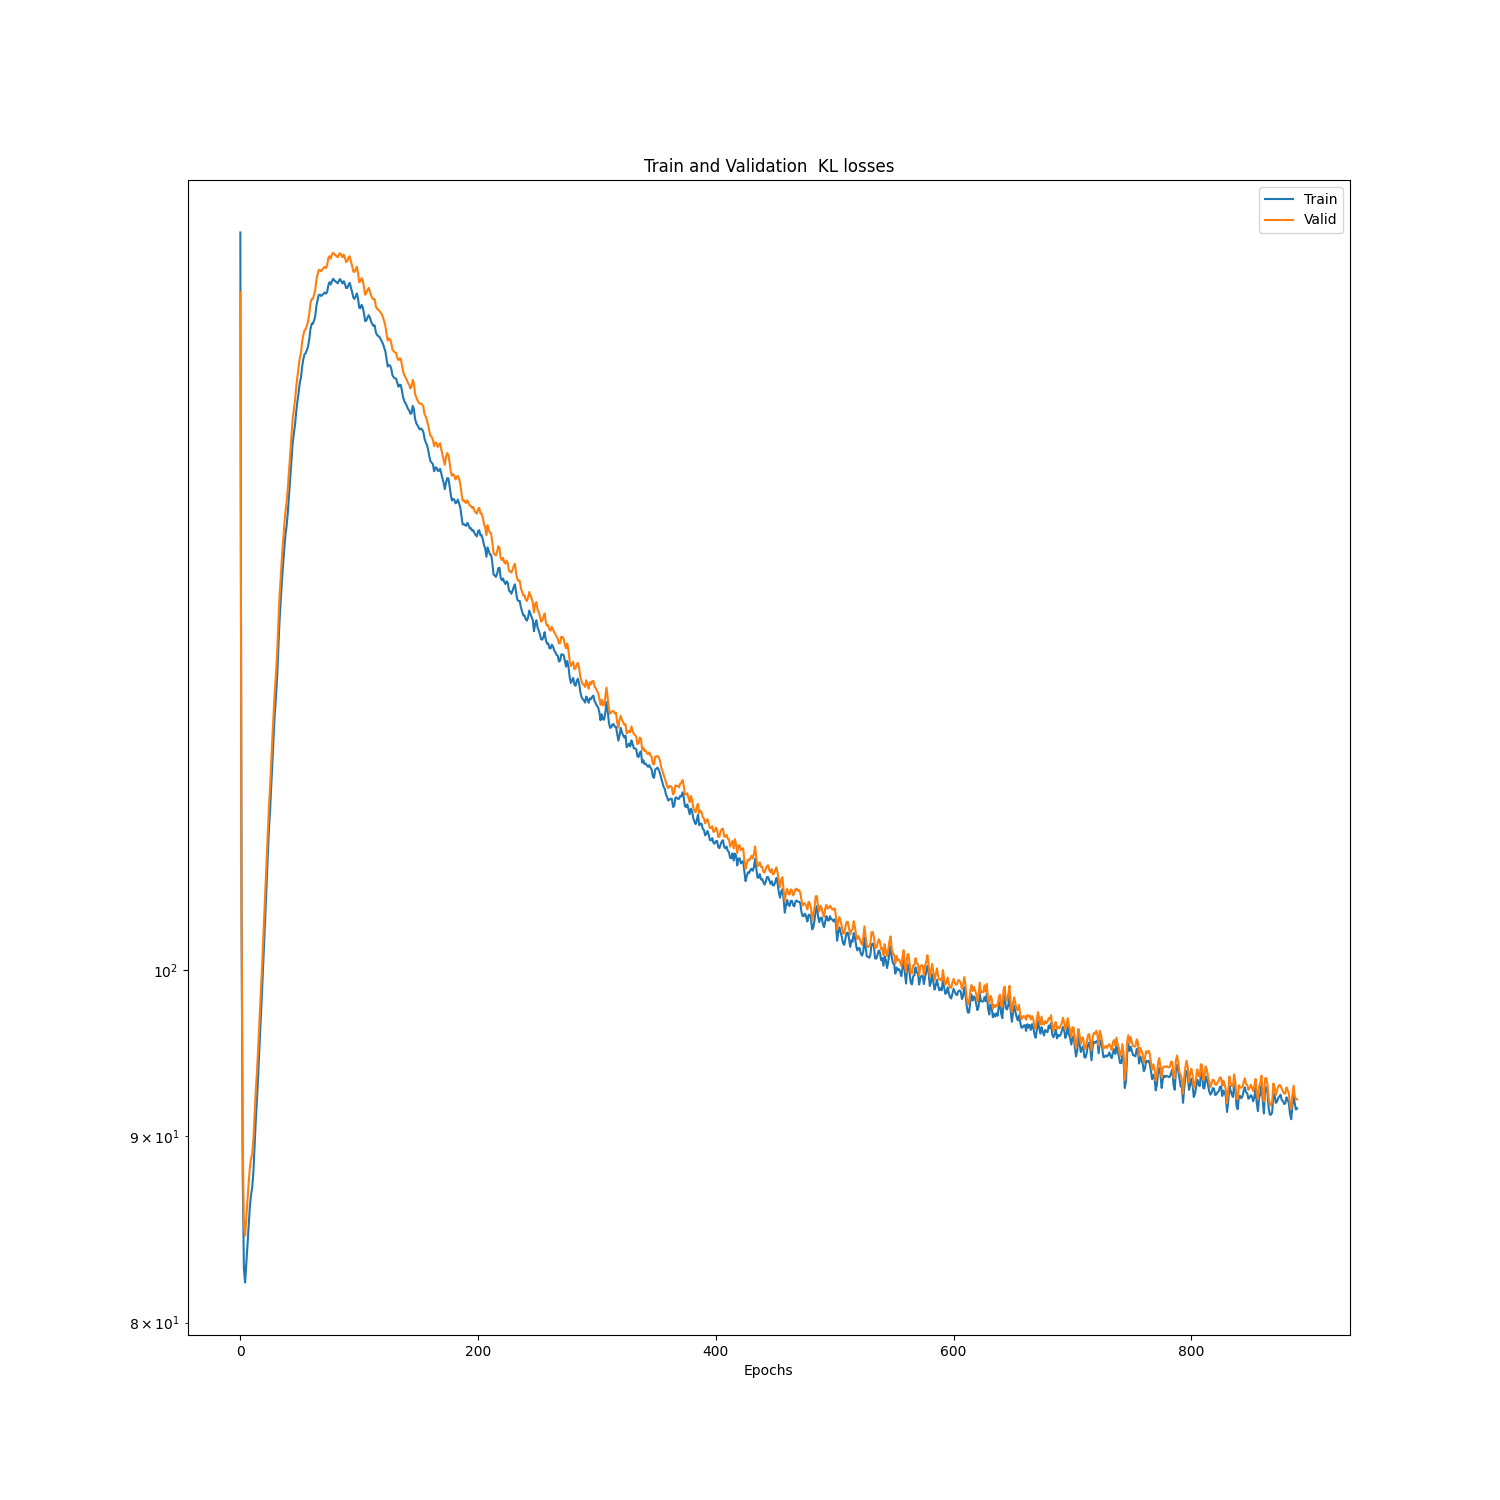 Train and Validation  KL losses
Train
Valid
10²
9 × 10¹
8 × 10¹
0 200 400 600 800
Epochs